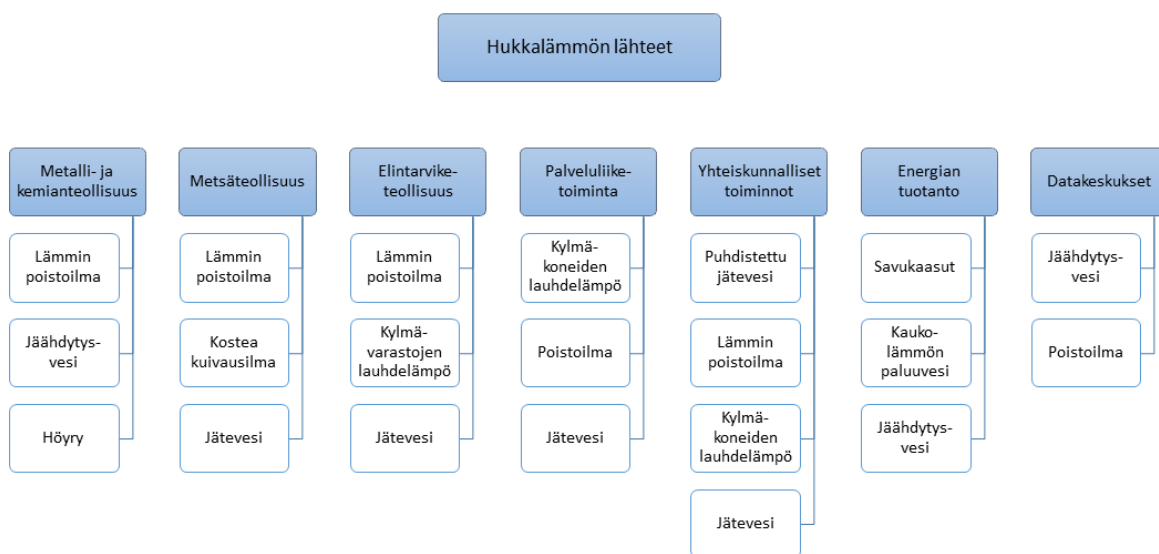 Hukkalämmön lähteet
Metalli- ja
kemianteollisuus
Lämmin
poistoilma
Jäähdytys-
vesi
Höyry
Metsäteollisuus
Lämmin
poistoilma
Kostea
kuivausilma
Jätevesi
Elintarvike-
teollisuus
Lämmin
poistoilma
Kylmä-
varastojen
lauhdelämpö
Jätevesi
Palveluliike-
toiminta
Kylmä-
koneiden
lauhdelämpö
Poistoilma
Jätevesi
Yhteiskunnalliset
toiminnot
Puhdistettu
jätevesi
Lämmin
poistoilma
Kylmä-
koneiden
lauhdelämpö
Jätevesi
Energian
tuotanto
Savukaasut
Kauko-
lämmön
paluuvesi
Jäähdytys-
vesi
Datakeskukset
Jäähdytys-
vesi
Poistoilma